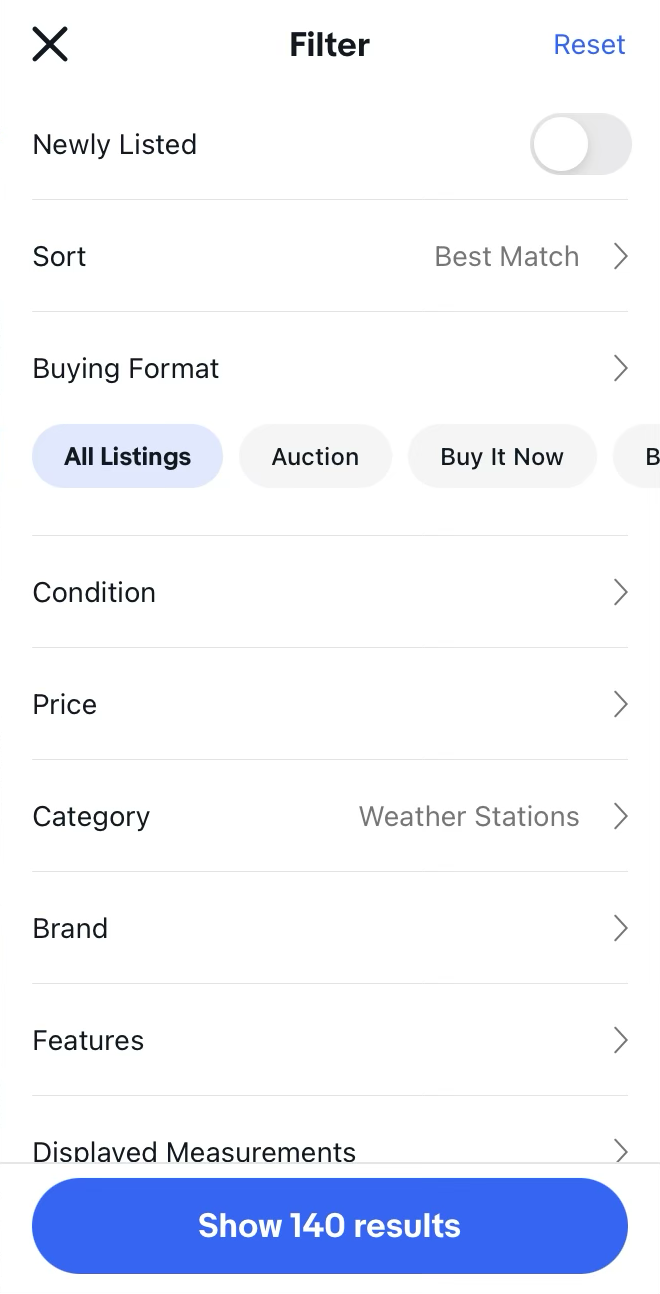 Filter
Reset
Newly Listed
Sort
Best Match
Buying Format
All Listings
Auction
Buy It Now
B
Condition
Price
Category
Weather Stations
Brand
Features
Displayed Measurements
Show 140 results